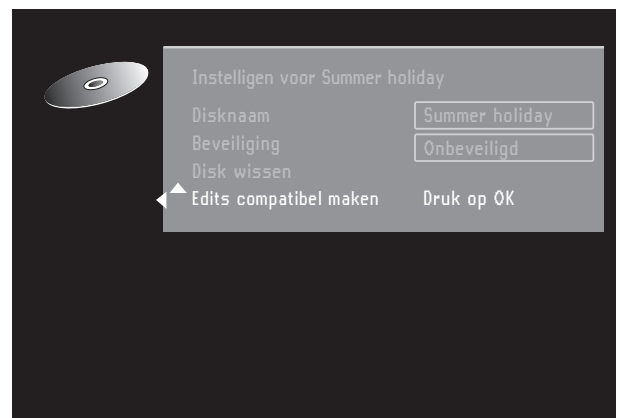 Instelligen voor Summer holiday
Disknaam Summer holiday
Beveiliging Onbeveiligd
Disk wissen
Edits compatibel maken Druk op OK